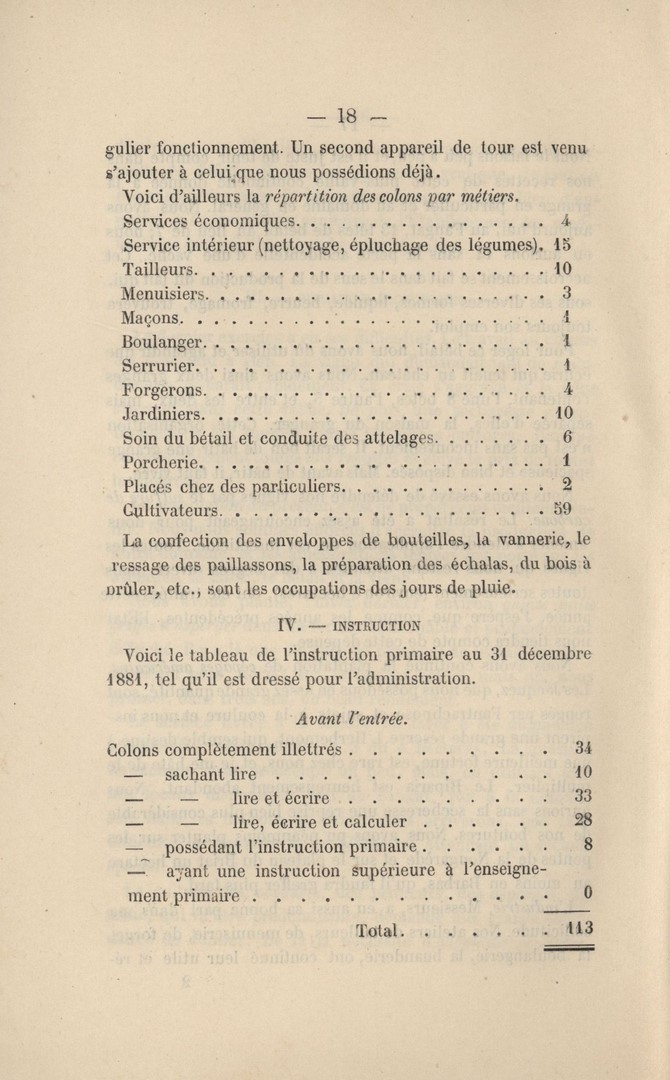 — 18 —
gulier fonctionnement. Un second appareil de tour est venu
s'ajouter à celui que nous possédions déjà.
Voici d'ailleurs la répartition des colons par métiers.
Services économiques. . . . . . . . . . . . . . . . 4
Service intérieur (nettoyage, épluchage des légumes). 15
Tailleurs. . . . . . . . . . . . . . . . . . . . . . 10
Menuisiers. . . . . . . . . . . . . . . . . . . . . 3
Maçons. . . . . . . . . . . . . . . . . . . . . . 1
Boulanger. . . . . . . . . . . . . . . . . . . . . 1
Serrurier. . . . . . . . . . . . . . . . . . . . . 1
Forgerons. . . . . . . . . . . . . . . . . . . . . 4
Jardiniers. . . . . . . . . . . . . . . . . . . . . 10
Soin du bétail et conduite des attelages. . . . . . . . 6
Porcherie. . . . . . . . . . . . . . . . . . . . . 1
Placés chez des particuliers. . . . . . . . . . . . . 2
Cultivateurs. . . . . . . . . . . . . . . . . . . . 59
La confection des enveloppes de bouteilles, la vannerie, le
ressage des paillassons, la préparation des échalas, du bois à
brûler, etc., sont les occupations des jours de pluie.
IV. — INSTRUCTION
Voici le tableau de l'instruction primaire au 31 décembre
1881, tel qu'il est dressé pour l'administration.
Avant l'entrée.
Colons complètement illettrés . . . . . . . . . 34
— sachant lire . . . . . . . . . . . . 10
— — lire et écrire . . . . . . . . . 33
— — lire, écrire et calculer . . . . . . 28
— possédant l'instruction primaire . . . . . . 8
— ayant une instruction supérieure à l'enseigne-
ment primaire . . . . . . . . . . . . . 0
Total. . . . . . . 113